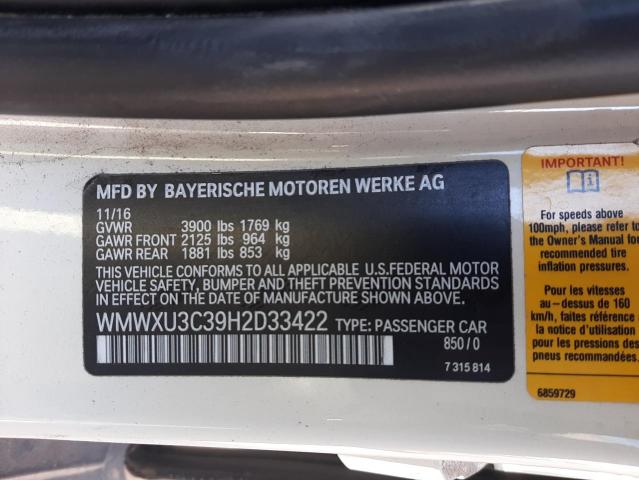 MFD BY BAYERISCHE MOTOREN WERKE AG
11/16
GVWR 3900 lbs 1769 kg
GAWR FRONT 2125 lbs 964 kg
GAWR REAR 1881 lbs 853 kg
THIS VEHICLE CONFORMS TO ALL APPLICABLE U.S.FEDERAL MOTOR
VEHICLE SAFETY, BUMPER AND THEFT PREVENTION STANDARDS
IN EFFECT ON THE DATE OF MANUFACTURE SHOWN ABOVE.
WMWXU3C39H2D33422 TYPE: PASSENGER CAR
850/0
7 315 814
IMPORTANT!
For speeds above
100mph, refer to
the Owner's Manual for
recommended tire
inflation pressures.
Pour les vitesses
au-dessus de 160
km/h, faites référence
a notice d'utilisation
pour les pressions des
pneus recommandées
6859729